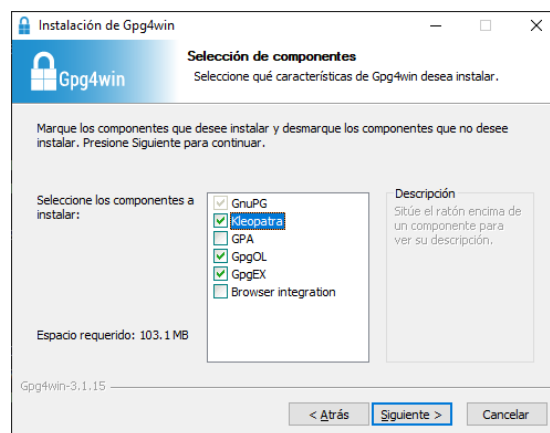 Instalación de Gpg4win
Gpg4win
Selección de componentes
Seleccione qué características de Gpg4win desea instalar.
Marque los componentes que desee instalar y desmarque los componentes que no desee
instalar. Presione Siguiente para continuar.
Seleccione los componentes a
instalar:
GnuPG
Kleopatra
GPA
GpgOL
GpgEX
Browser integration
Descripción
Sitúe el ratón encima de
un componente para
ver su descripción.
Espacio requerido: 103.1 MB
Gpg4win-3.1.15
< Atrás
Siguiente >
Cancelar